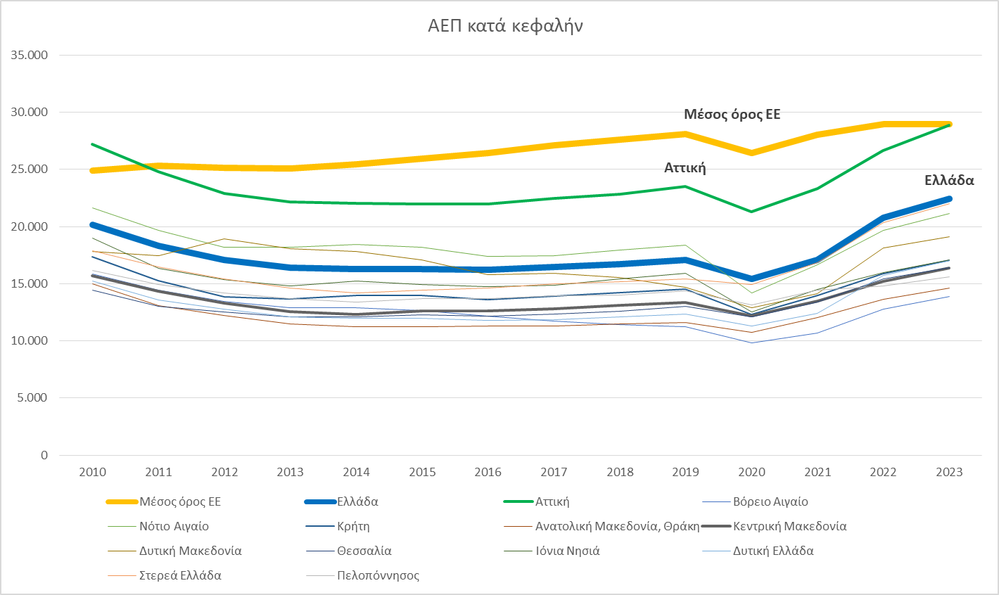 ΑΕΠ κατά κεφαλήν
35.000
30.000
25.000
20.000
15.000
10.000
5.000
0
Μέσος όρος ΕΕ
Αττική
Ελλάδα
2010 2011 2012 2013 2014 2015 2016 2017 2018 2019 2020 2021 2022 2023
Μέσος όρος ΕΕ Ελλάδα Αττική Βόρειο Αιγαίο
Νότιο Αιγαίο Κρήτη Ανατολική Μακεδονία, Θράκη Κεντρική Μακεδονία
Δυτική Μακεδονία Θεσσαλία Ιόνια Νησιά Δυτική Ελλάδα
Στερεά Ελλάδα Πελοπόννησος